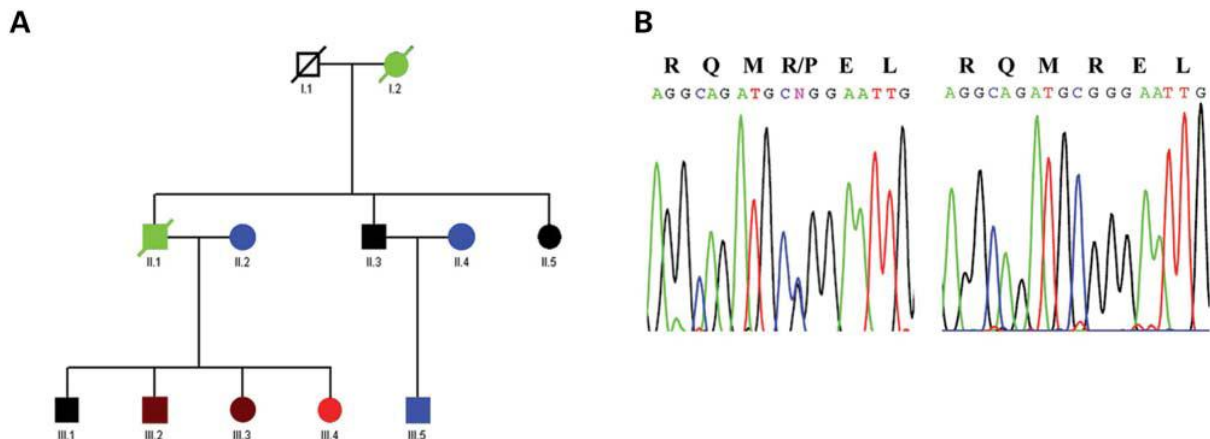 A
B
I.1
I.2
II.1
II.2
II.3
II.4
II.5
III.1
III.2
III.3
III.4
III.5
R Q M R/P E L
AGGCAGATGCNGGAATTG
R Q M R E L
AGGCAGATGCGGGAATTG